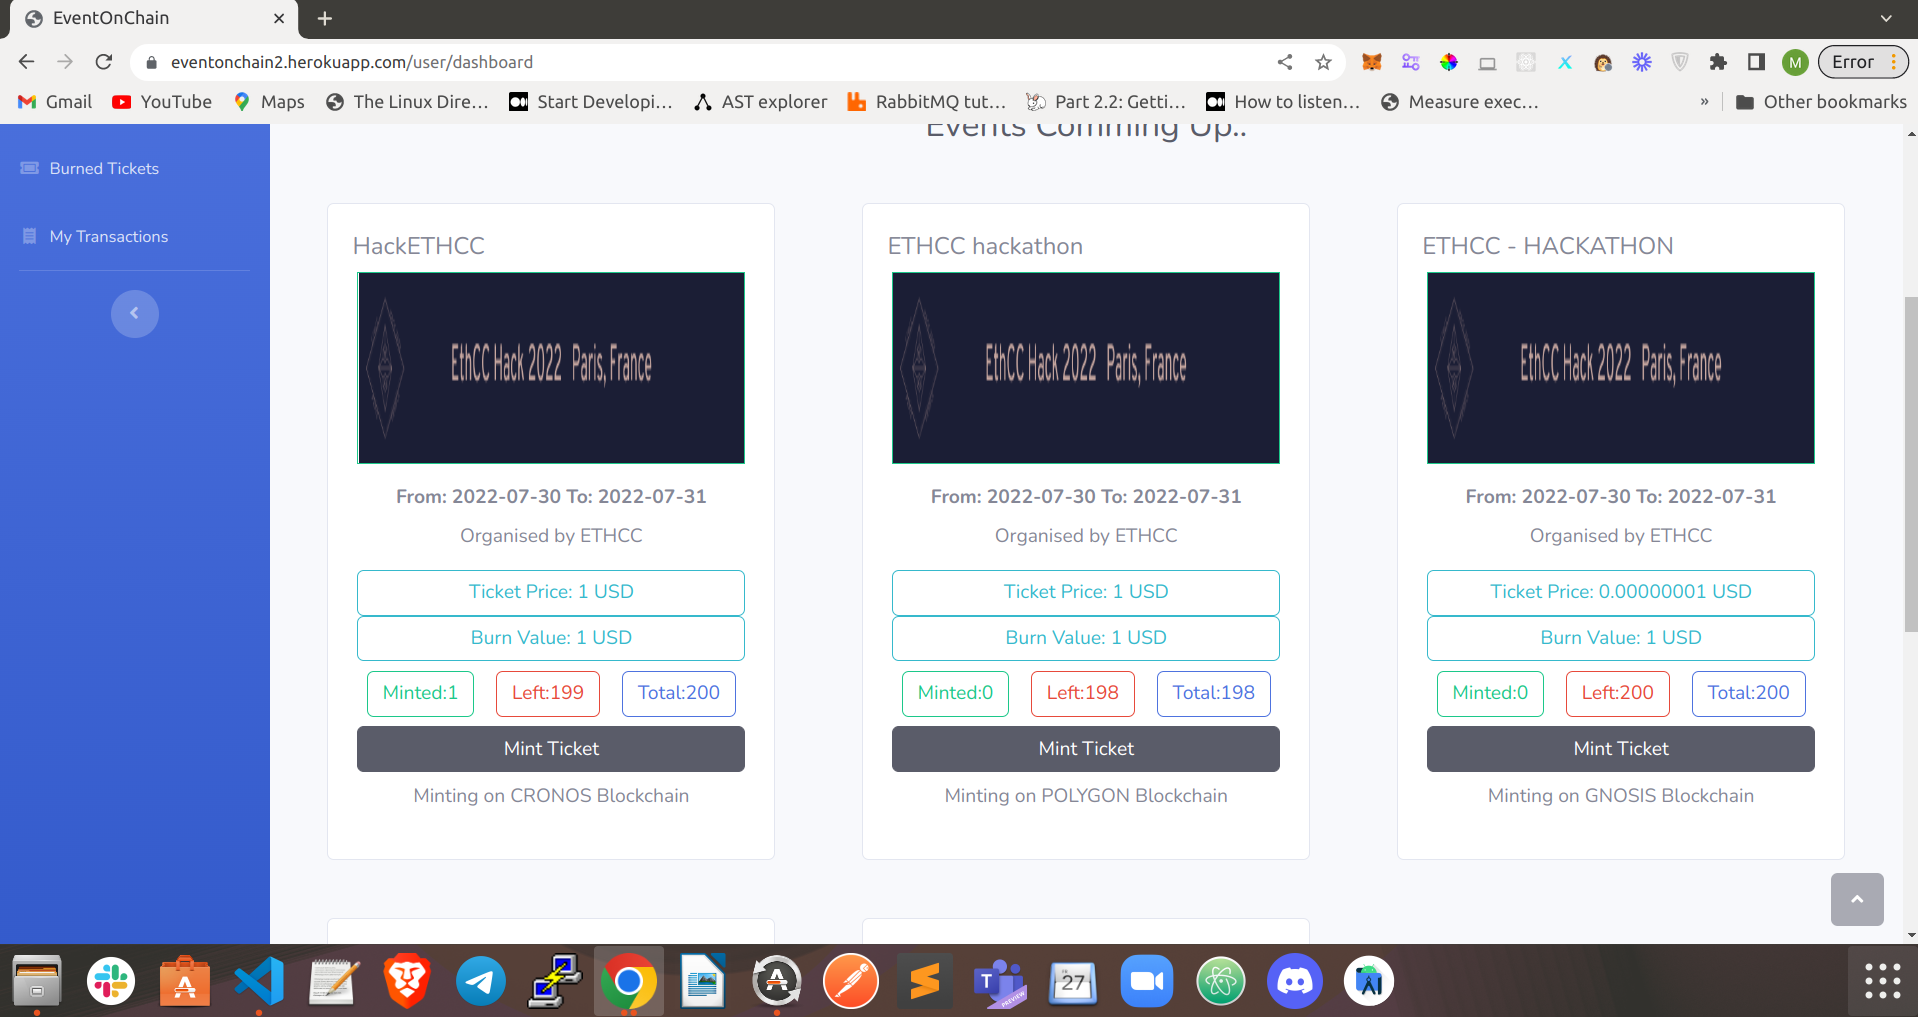 EventOnChain
eventonchain2.herokuapp.com/user/dashboard
M
Error
Gmail
YouTube
Maps
The Linux Dire...
Start Developi...
AST explorer
RabbitMQ tut...
Part 2.2: Getti...
How to listen...
Measure exec...
»
Other bookmarks
Burned Tickets
My Transactions
Events Comming Up..
HackETHCC
EthCC Hack 2022 Paris, France
From: 2022-07-30 To: 2022-07-31
Organised by ETHCC
Ticket Price: 1 USD
Burn Value: 1 USD
Minted:1 Left:199 Total:200
Mint Ticket
Minting on CRONOS Blockchain
ETHCC hackathon
EthCC Hack 2022 Paris, France
From: 2022-07-30 To: 2022-07-31
Organised by ETHCC
Ticket Price: 1 USD
Burn Value: 1 USD
Minted:0 Left:198 Total:198
Mint Ticket
Minting on POLYGON Blockchain
ETHCC - HACKATHON
EthCC Hack 2022 Paris, France
From: 2022-07-30 To: 2022-07-31
Organised by ETHCC
Ticket Price: 0.00000001 USD
Burn Value: 1 USD
Minted:0 Left:200 Total:200
Mint Ticket
Minting on GNOSIS Blockchain
T
PREVIEW
27